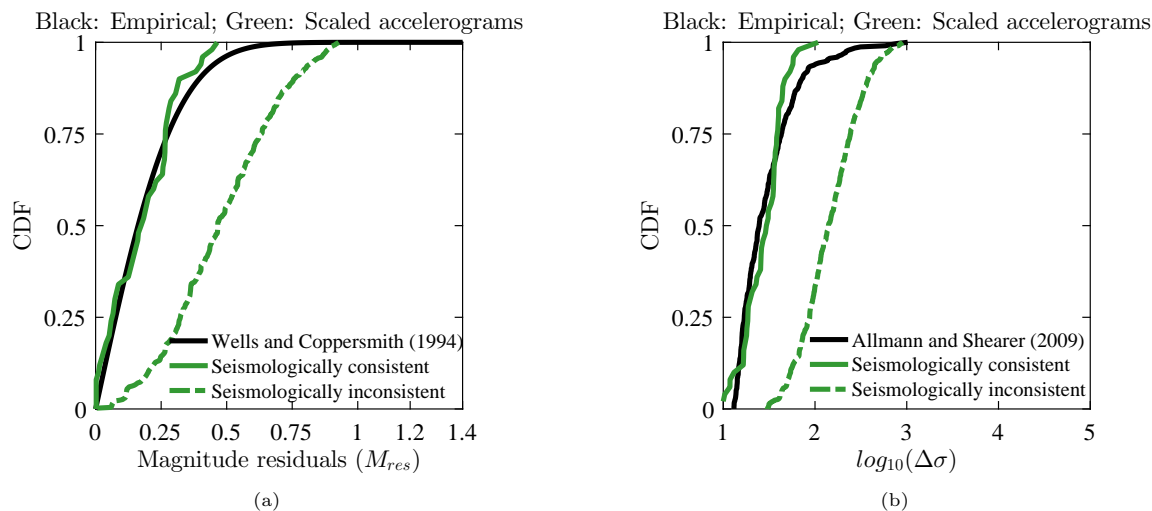 Black: Empirical; Green: Scaled accelerograms
1
0.75
0.5
0.25
0
CDF
Wells and Coppersmith (1994)
Seismologically consistent
Seismologically inconsistent
0 0.25 0.5 0.75 1 1.2 1.4
Magnitude residuals (M_res)
(a)
Black: Empirical; Green: Scaled accelerograms
1
0.75
0.5
0.25
0
CDF
Allmann and Shearer (2009)
Seismologically consistent
Seismologically inconsistent
1 2 3 4 5
log₁₀(Δσ)
(b)